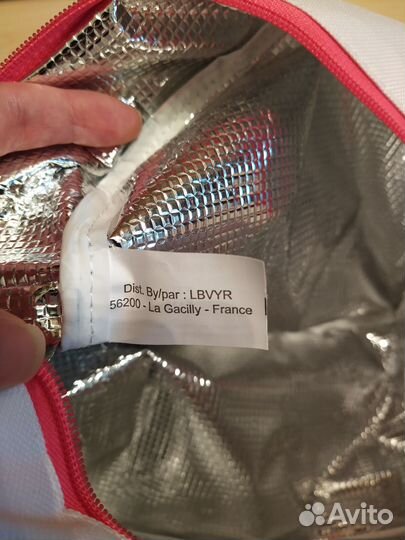 Dist. By/par : LBVYR
56200 - La Gacilly - France
Avito